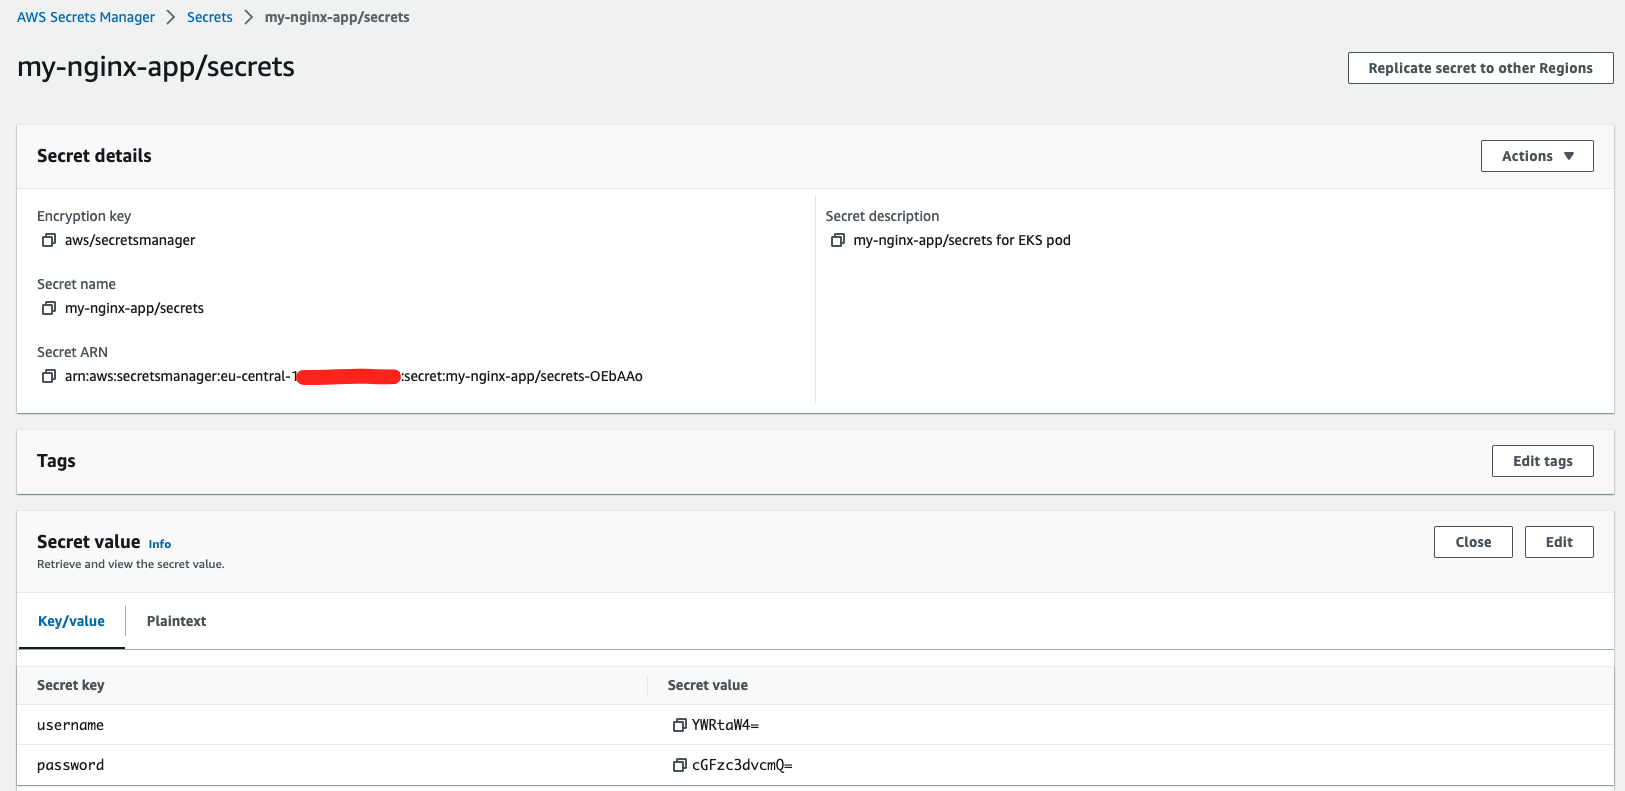 AWS Secrets Manager > Secrets > my-nginx-app/secrets
my-nginx-app/secrets
Replicate secret to other Regions
Secret details
Actions ▼
Encryption key
aws/secretsmanager
Secret name
my-nginx-app/secrets
Secret ARN
arn:aws:secretsmanager:eu-central-1 :secret:my-nginx-app/secrets-OEbAAo
Secret description
my-nginx-app/secrets for EKS pod
Tags
Edit tags
Secret value Info
Retrieve and view the secret value.
Close Edit
Key/value Plaintext
Secret key Secret value
username YWRtaW4=
password cGFzc3dvcmQ=